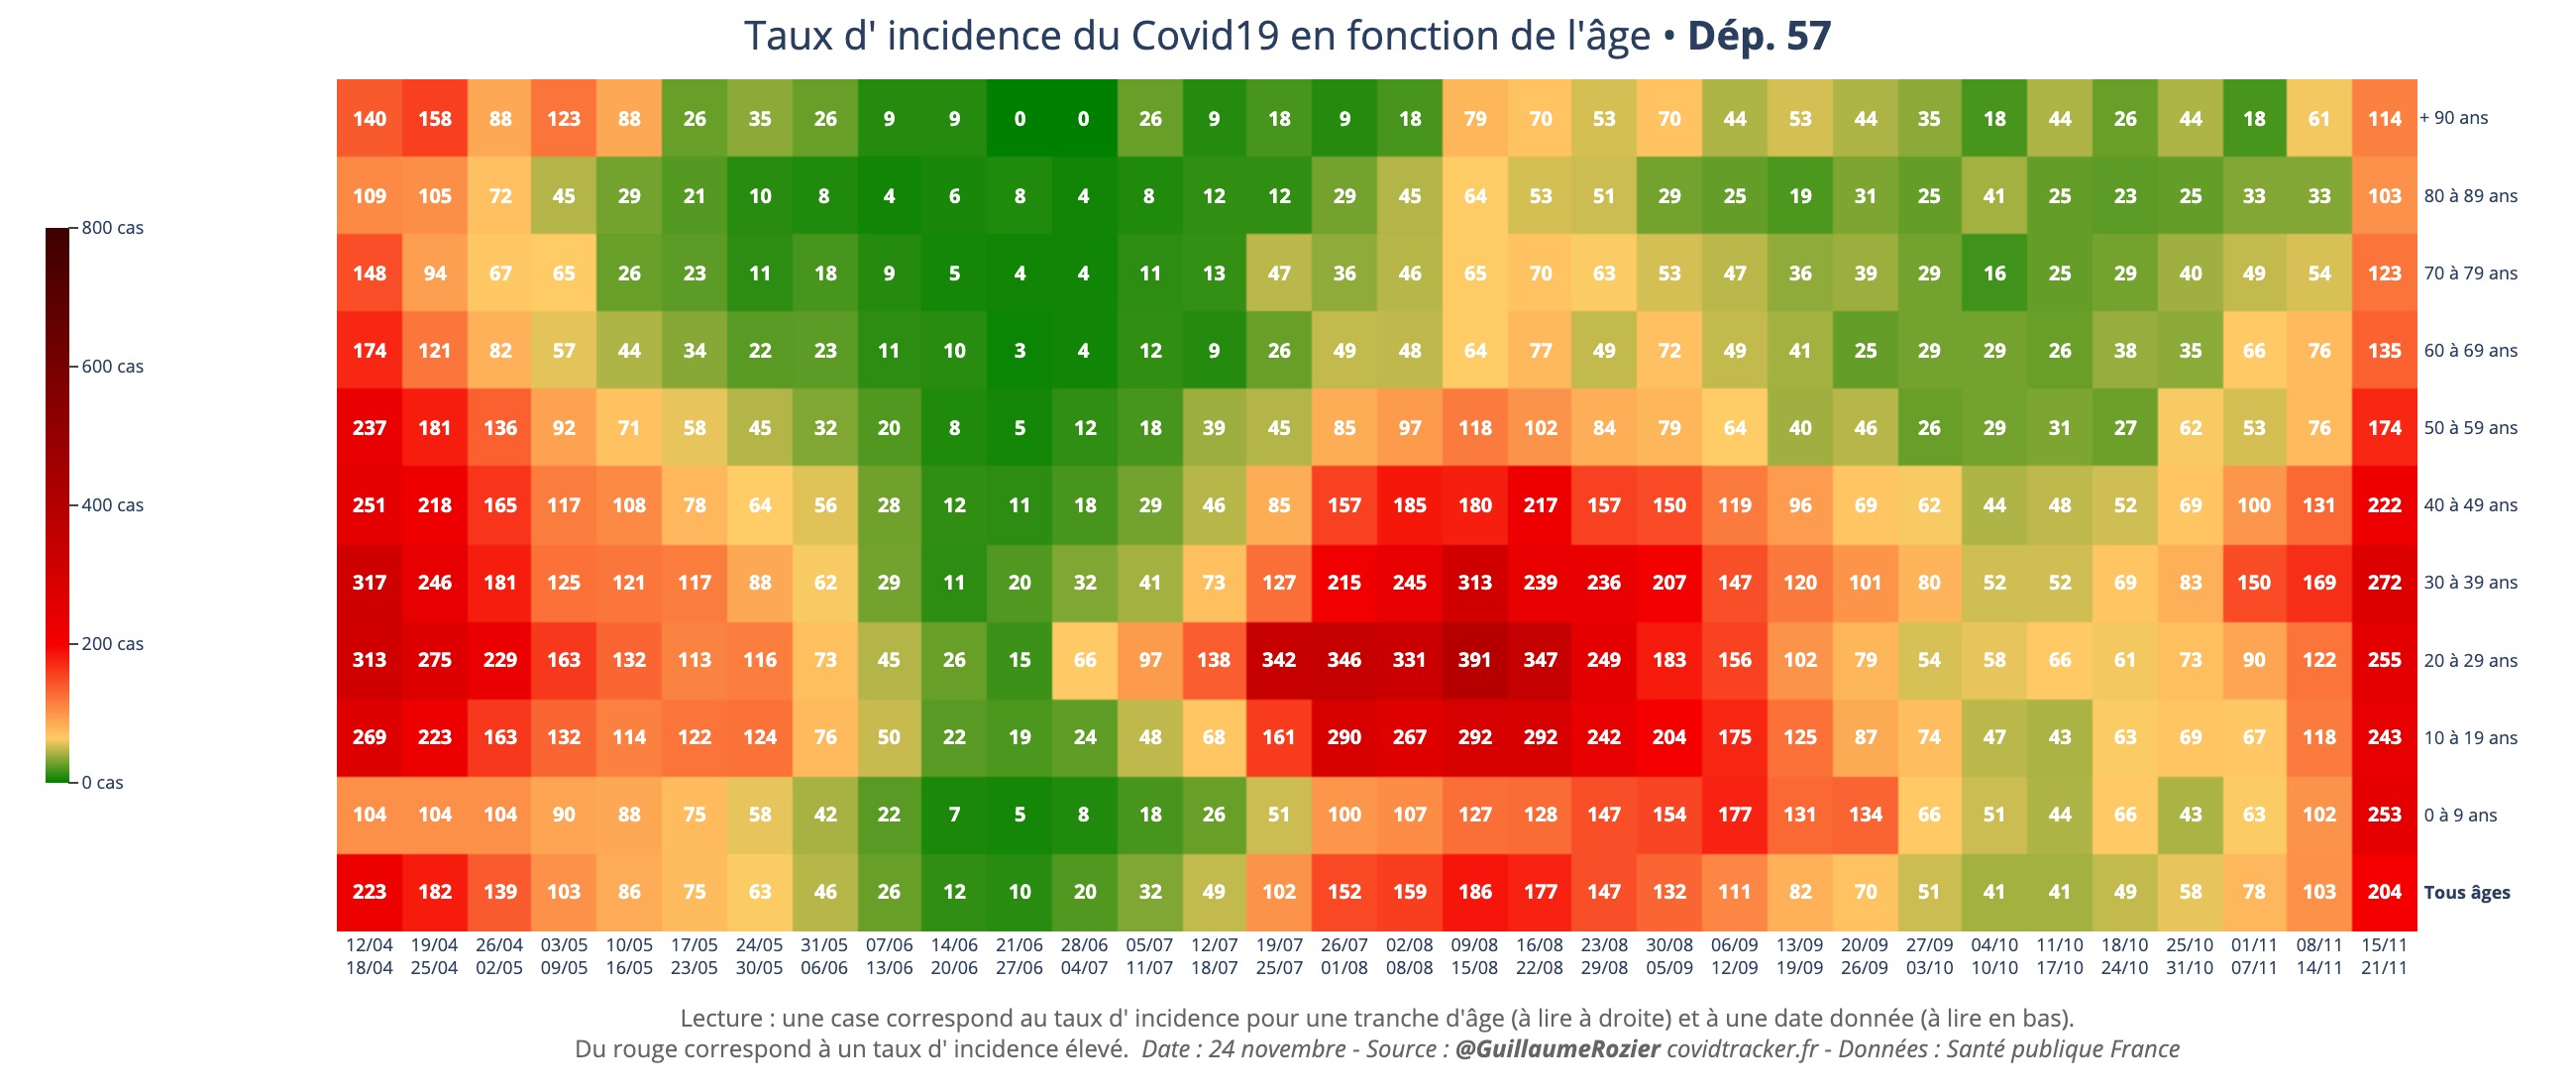 Taux d' incidence du Covid19 en fonction de l'âge • Dép. 57
140 158 88 123 88 26 35 26 9 9 0 0 26 9 18 9 18 79 70 53 70 44 53 44 35 18 44 26 44 18 61 114 + 90 ans
109 105 72 45 29 21 10 8 4 6 8 4 8 12 12 29 45 64 53 51 29 25 19 31 25 41 25 23 25 33 33 103 80 à 89 ans
800 cas
148 94 67 65 26 23 11 18 9 5 4 4 11 13 47 36 46 65 70 63 53 47 36 39 29 16 25 29 40 49 54 123 70 à 79 ans
174 121 82 57 44 34 22 23 11 10 3 4 12 9 26 49 48 64 77 49 72 49 41 25 29 29 26 38 35 66 76 135 60 à 69 ans
600 cas
237 181 136 92 71 58 45 32 20 8 5 12 18 39 45 85 97 118 102 84 79 64 40 46 26 29 31 27 62 53 76 174 50 à 59 ans
400 cas
251 218 165 117 108 78 64 56 28 12 11 18 29 46 85 157 185 180 217 157 150 119 96 69 62 44 48 52 69 100 131 222 40 à 49 ans
317 246 181 125 121 117 88 62 29 11 20 32 41 73 127 215 245 313 239 236 207 147 120 101 80 52 52 69 83 150 169 272 30 à 39 ans
200 cas
313 275 229 163 132 113 116 73 45 26 15 66 97 138 342 346 331 391 347 249 183 156 102 79 54 58 66 61 73 90 122 255 20 à 29 ans
269 223 163 132 114 122 124 76 50 22 19 24 48 68 161 290 267 292 292 242 204 175 125 87 74 47 43 63 69 67 118 243 10 à 19 ans
0 cas
104 104 104 90 88 75 58 42 22 7 5 8 18 26 51 100 107 127 128 147 154 177 131 134 66 51 44 66 43 63 102 253 0 à 9 ans
223 182 139 103 86 75 63 46 26 12 10 20 32 49 102 152 159 186 177 147 132 111 82 70 51 41 41 49 58 78 103 204 Tous âges
12/04 19/04 26/04 03/05 10/05 17/05 24/05 31/05 07/06 14/06 21/06 28/06 05/07 12/07 19/07 26/07 02/08 09/08 16/08 23/08 30/08 06/09 13/09 20/09 27/09 04/10 11/10 18/10 25/10 01/11 08/11 15/11
18/04 25/04 02/05 09/05 16/05 23/05 30/05 06/06 13/06 20/06 27/06 04/07 11/07 18/07 25/07 01/08 08/08 15/08 22/08 29/08 05/09 12/09 19/09 26/09 03/10 10/10 17/10 24/10 31/10 07/11 14/11 21/11
Lecture : une case correspond au taux d' incidence pour une tranche d'âge (à lire à droite) et à une date donnée (à lire en bas).
Du rouge correspond à un taux d' incidence élevé. Date : 24 novembre - Source : @GuillaumeRozier covidtracker.fr - Données : Santé publique France